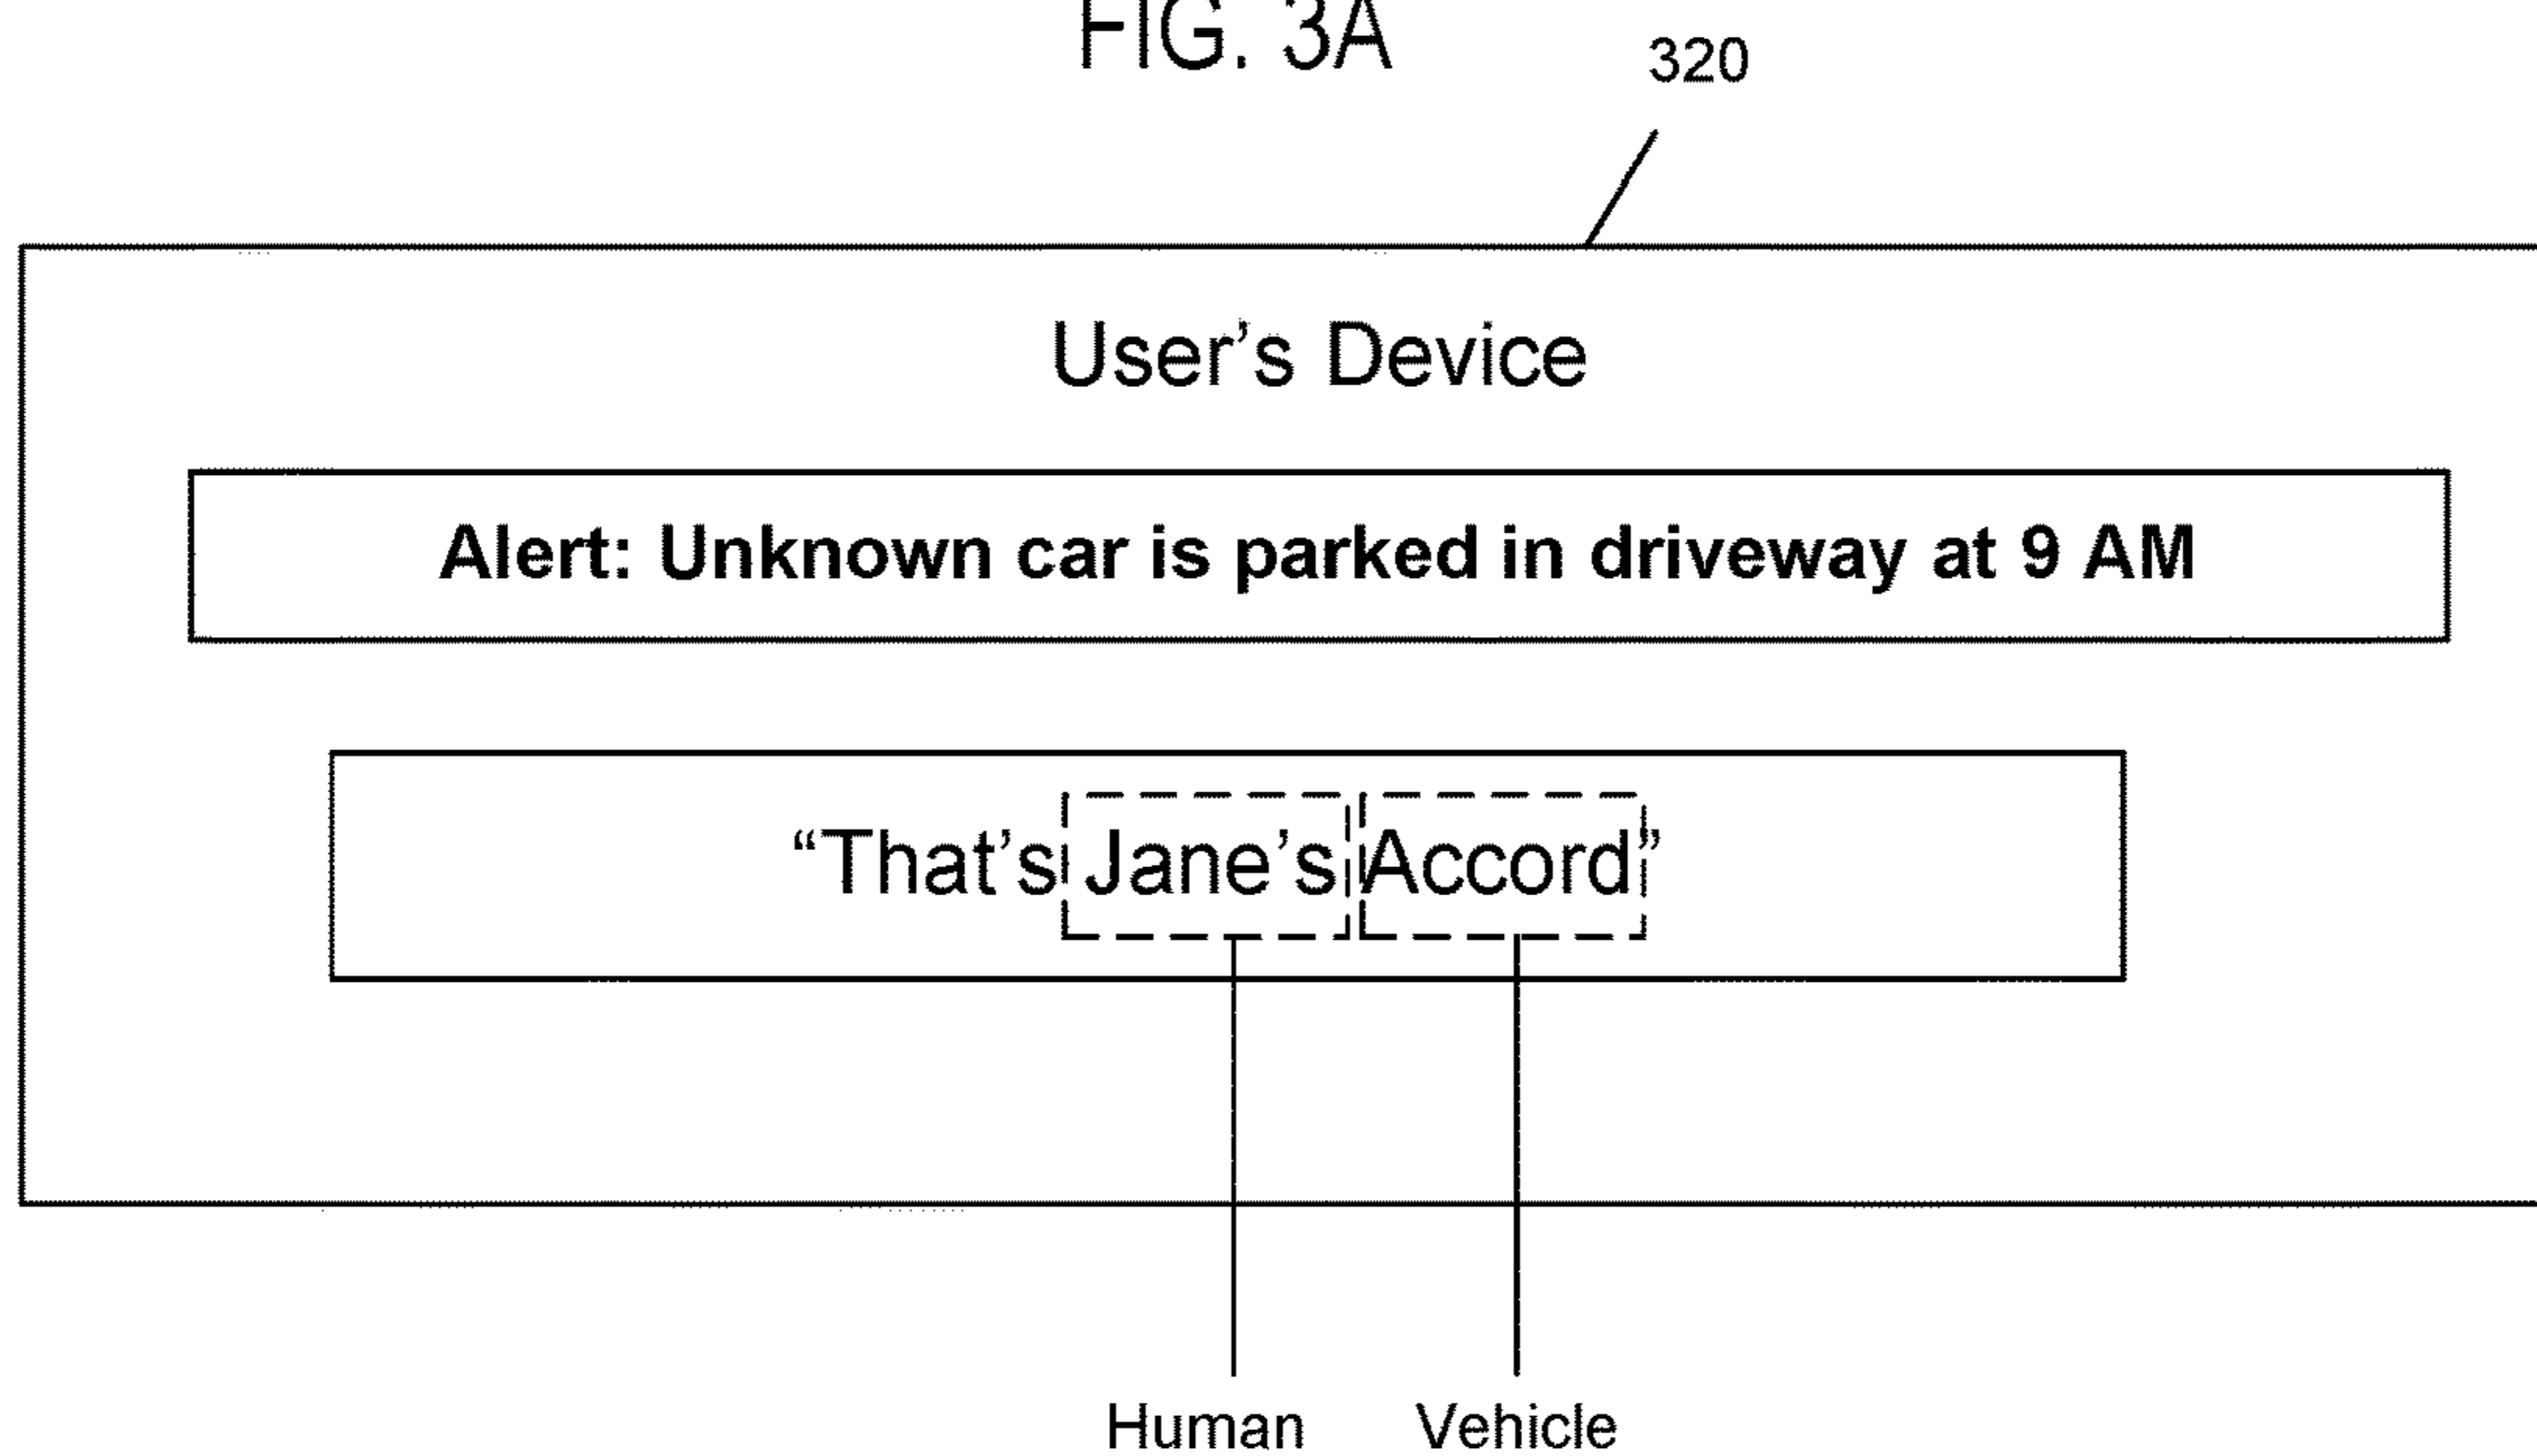 FIG. 3A
320
User’s Device
Alert: Unknown car is parked in driveway at 9 AM
“That’s Jane’s Accord”
Human Vehicle